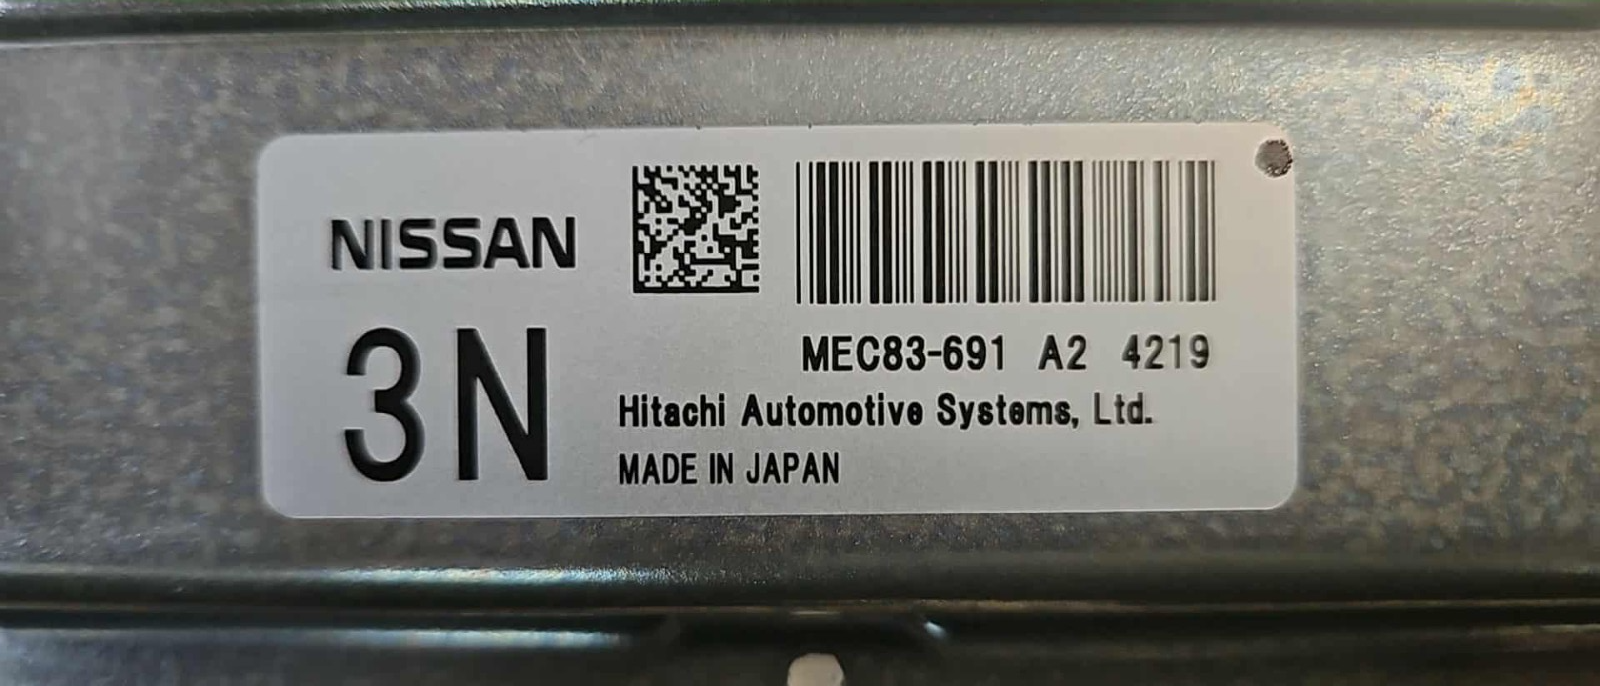 NISSAN
3N
MEC83-691 A2 4219
Hitachi Automotive Systems, Ltd.
MADE IN JAPAN